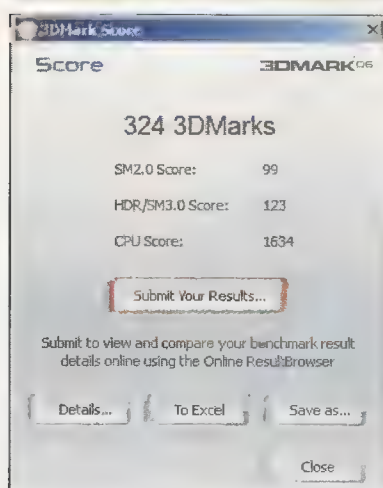 3DMark Score
Score 3DMARK06
324 3DMarks
SM2.0 Score: 99
HDR/SM3.0 Score: 123
CPU Score: 1634
Submit Your Results...
Submit to view and compare your benchmark result
details online using the Online ResultBrowser
Details... To Excel Save as...
Close